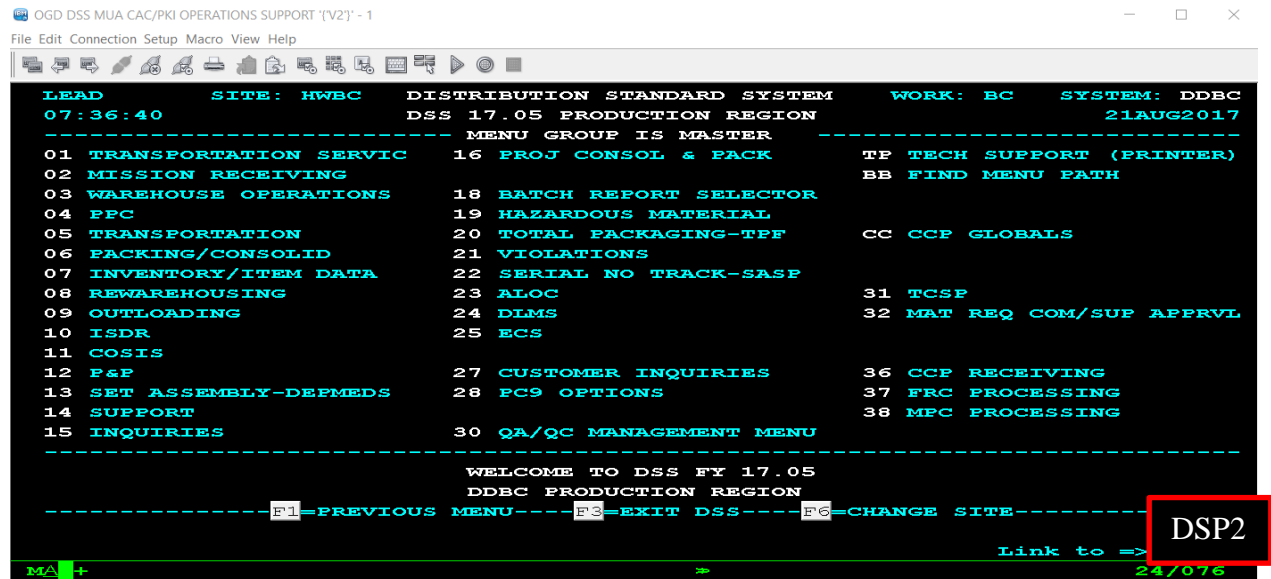 OGD DSS MUA CAC/PKI OPERATIONS SUPPORT '{'V2'}' - 1
File Edit Connection Setup Macro View Help
LEAD SITE: HWBC DISTRIBUTION STANDARD SYSTEM WORK: BC SYSTEM: DDBC
07:36:40 DSS 17.05 PRODUCTION REGION 21AUG2017
---------------------------- MENU GROUP IS MASTER -----------------------------
01 TRANSPORTATION SERVIC 16 PROJ CONSOL & PACK TP TECH SUPPORT (PRINTER)
02 MISSION RECEIVING BB FIND MENU PATH
03 WAREHOUSE OPERATIONS 18 BATCH REPORT SELECTOR
04 PPC 19 HAZARDOUS MATERIAL
05 TRANSPORTATION 20 TOTAL PACKAGING-TPF CC CCP GLOBALS
06 PACKING/CONSOLID 21 VIOLATIONS
07 INVENTORY/ITEM DATA 22 SERIAL NO TRACK-SASP
08 REWAREHOUSING 23 ALOC 31 TCSP
09 OUTLOADING 24 DLMS 32 MAT REQ COM/SUP APPRVL
10 ISDR 25 ECS
11 COSIS
12 P&P 27 CUSTOMER INQUIRIES 36 CCP RECEIVING
13 SET ASSEMBLY-DEPMEDS 28 PC9 OPTIONS 37 FRC PROCESSING
14 SUPPORT 38 MPC PROCESSING
15 INQUIRIES 30 QA/QC MANAGEMENT MENU
-------------------------------------------------------------------------------
WELCOME TO DSS FY 17.05
DDBC PRODUCTION REGION
---------------F1=PREVIOUS MENU----F3=EXIT DSS----F6=CHANGE SITE---------
Link to => DSP2
MA + 24/076